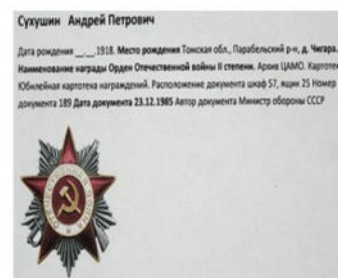 Сухушин Андрей Петрович
Дата рождения __.__.1918. Место рождения Томская обл., Парабельский р-н, д. Чигара.
Наименование награды Орден Отечественной войны II степени. Архив ЦАМО. Картотека
Юбилейная картотека награждений. Расположение документа шкаф 57, ящик 25 Номер
документа 189 Дата документа 23.12.1985 Автор документа Министр обороны СССР